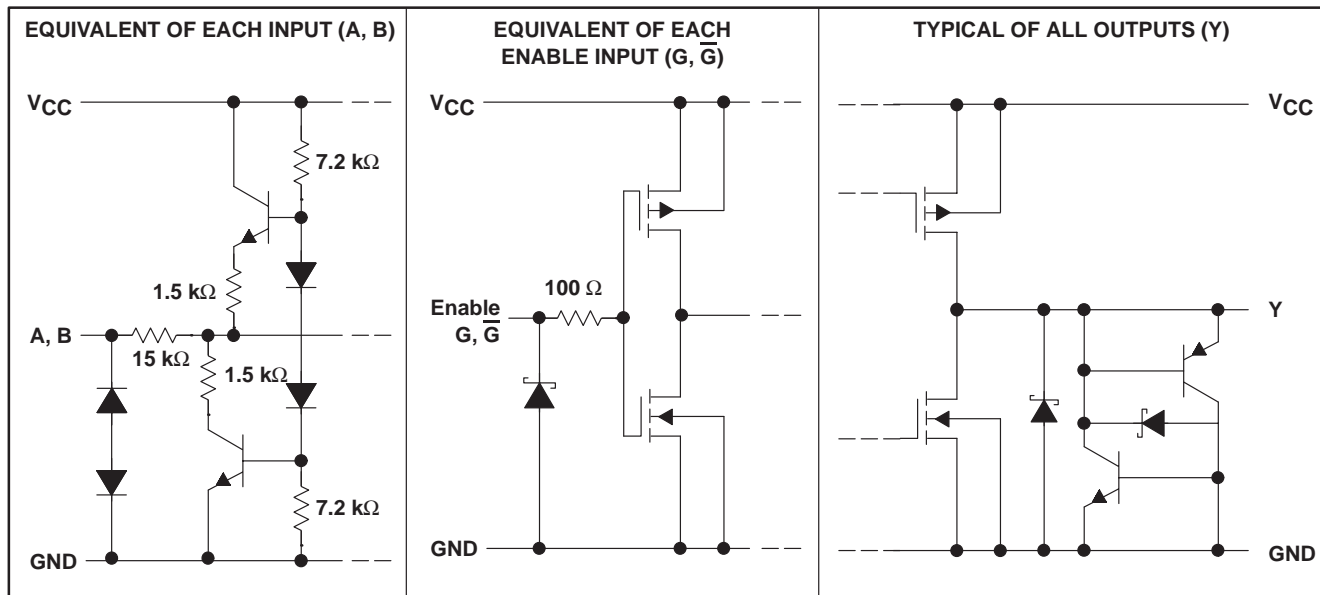 EQUIVALENT OF EACH INPUT (A, B)
VCC
7.2 kΩ
1.5 kΩ
A, B
15 kΩ
1.5 kΩ
7.2 kΩ
GND
EQUIVALENT OF EACH
ENABLE INPUT (G, G̅)
VCC
100 Ω
Enable
G, G̅
GND
TYPICAL OF ALL OUTPUTS (Y)
VCC
Y
GND